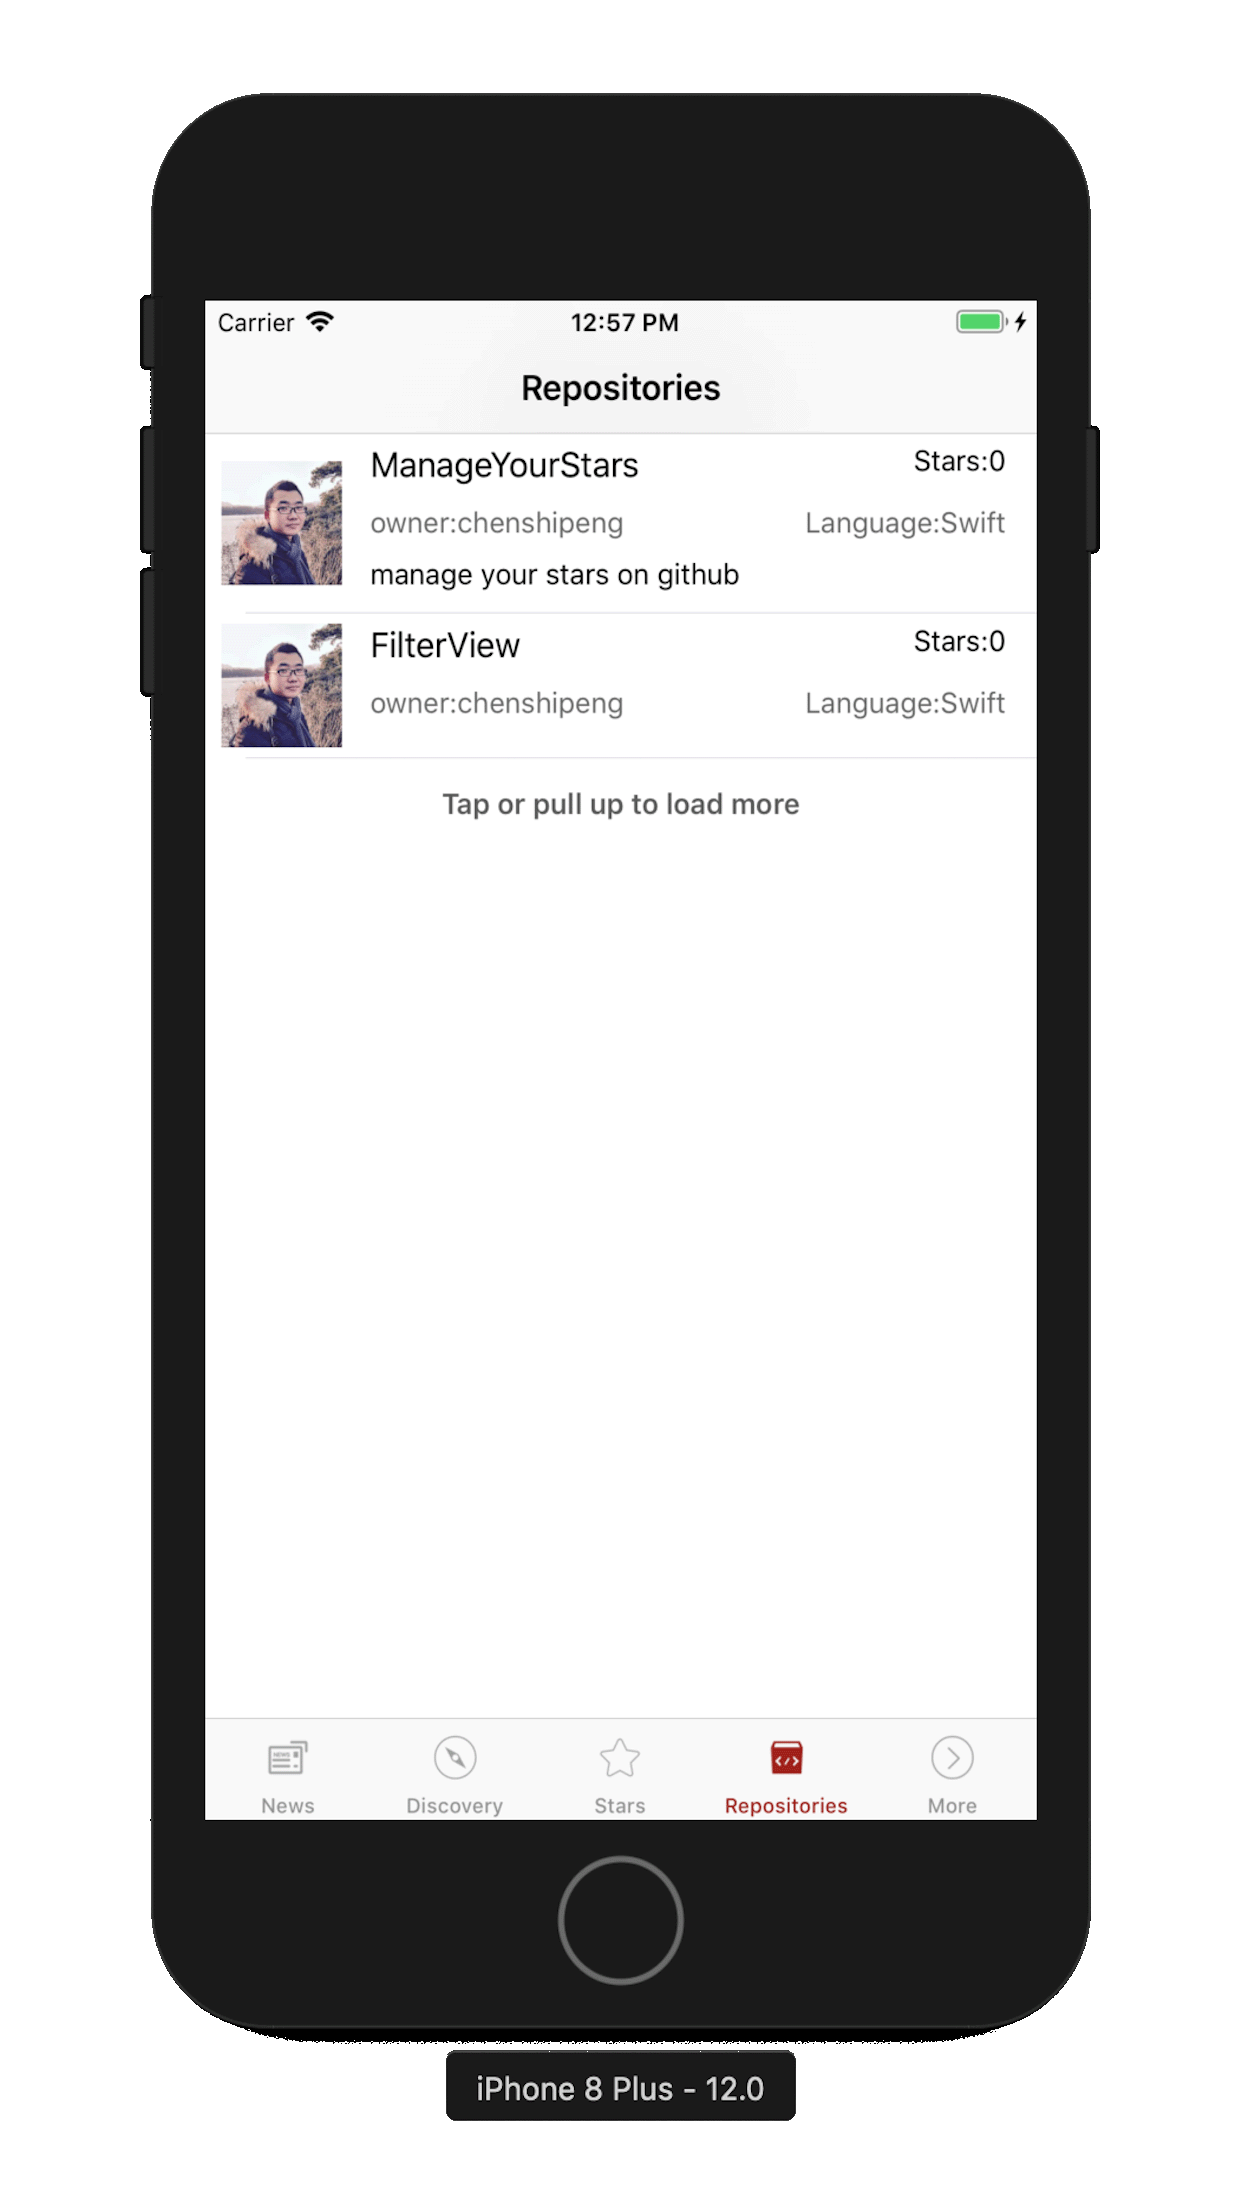 Carrier 12:57 PM
Repositories
ManageYourStars Stars:0
owner:chenshipeng Language:Swift
manage your stars on github
FilterView Stars:0
owner:chenshipeng Language:Swift
Tap or pull up to load more
NEWS
News Discovery Stars Repositories More
iPhone 8 Plus - 12.0